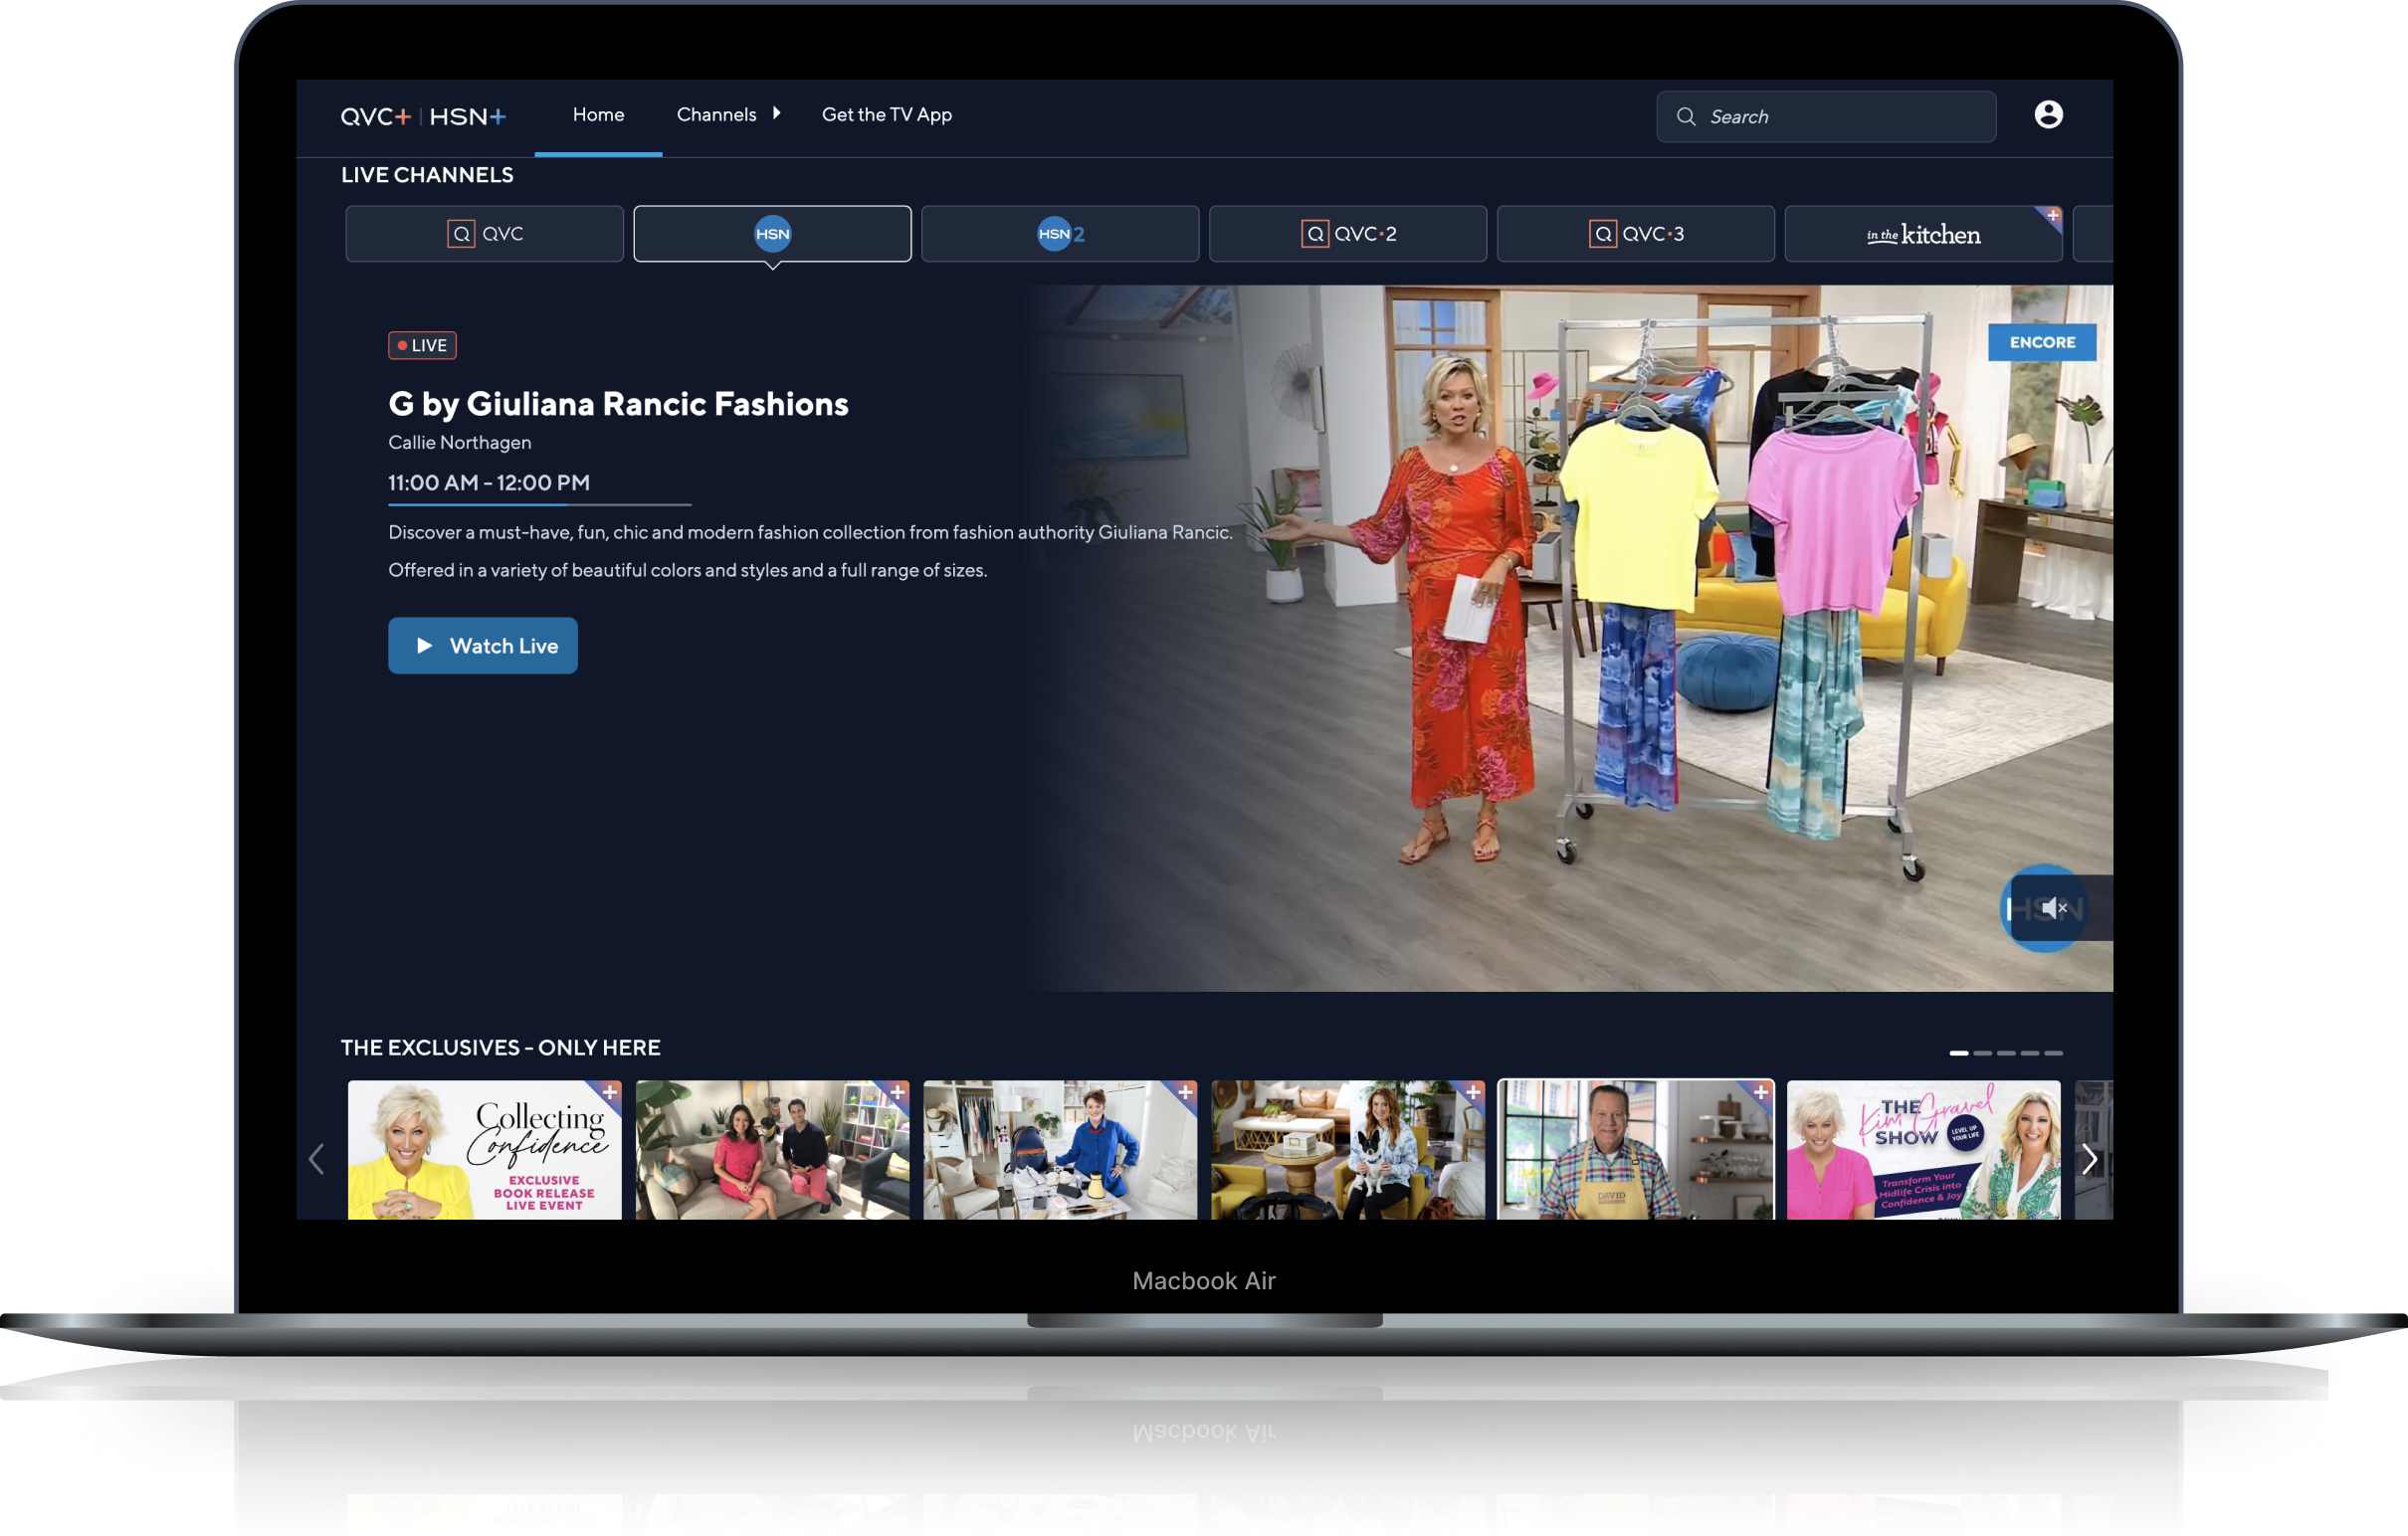 QVC+ | HSN+
Home
Channels
Get the TV App
Search
LIVE CHANNELS
Q QVC
HSN
HSN2
Q QVC·2
Q QVC·3
in the kitchen
LIVE
G by Giuliana Rancic Fashions
Callie Northagen
11:00 AM - 12:00 PM
Discover a must-have, fun, chic and modern fashion collection from fashion authority Giuliana Rancic.
Offered in a variety of beautiful colors and styles and a full range of sizes.
Watch Live
ENCORE
HSN
THE EXCLUSIVES - ONLY HERE
Collecting
Confidence
EXCLUSIVE
BOOK RELEASE
LIVE EVENT
DAVID
THE
Kim Gravel
SHOW
LEVEL UP
YOUR LIFE
Transform Your
Midlife Crisis into
Confidence & Joy
Macbook Air